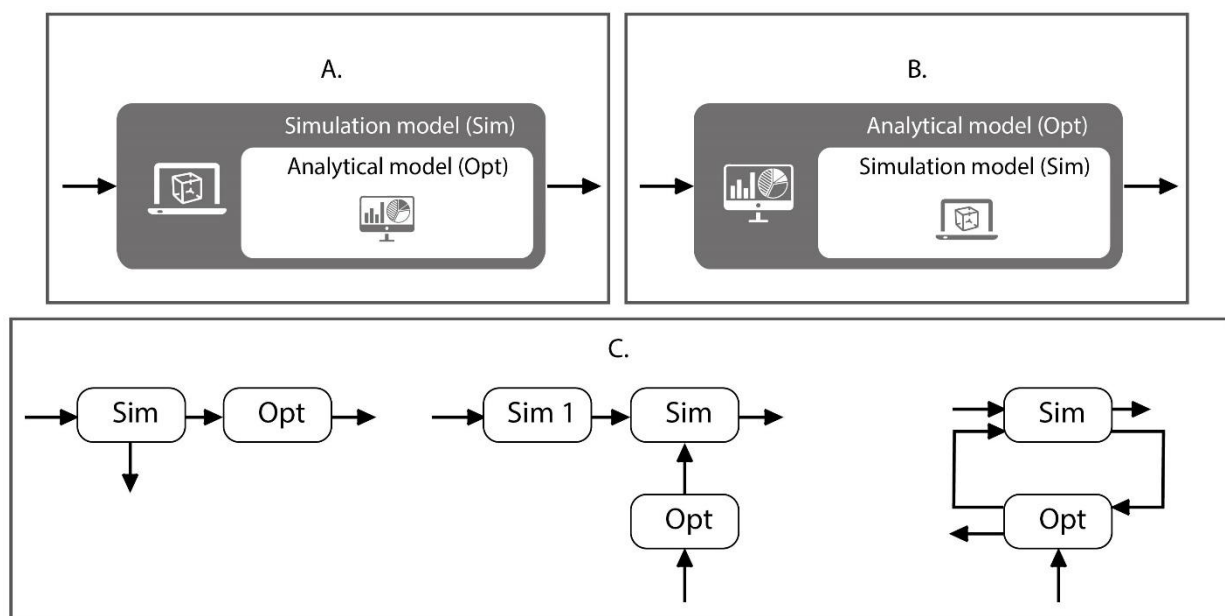 A.
Simulation model (Sim)
Analytical model (Opt)
B.
Analytical model (Opt)
Simulation model (Sim)
C.
Sim
Opt
Sim 1
Sim
Opt
Sim
Opt